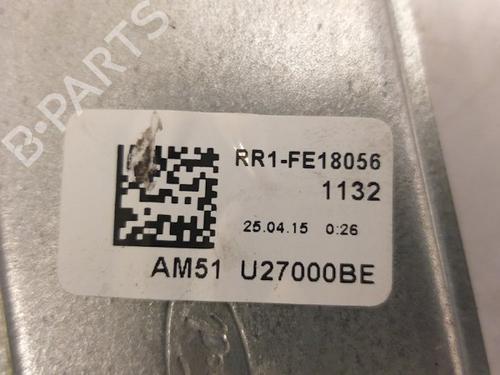 B-PARTS
RR1-FE18056
1132
25.04.15 0:26
AM51 U27000BE